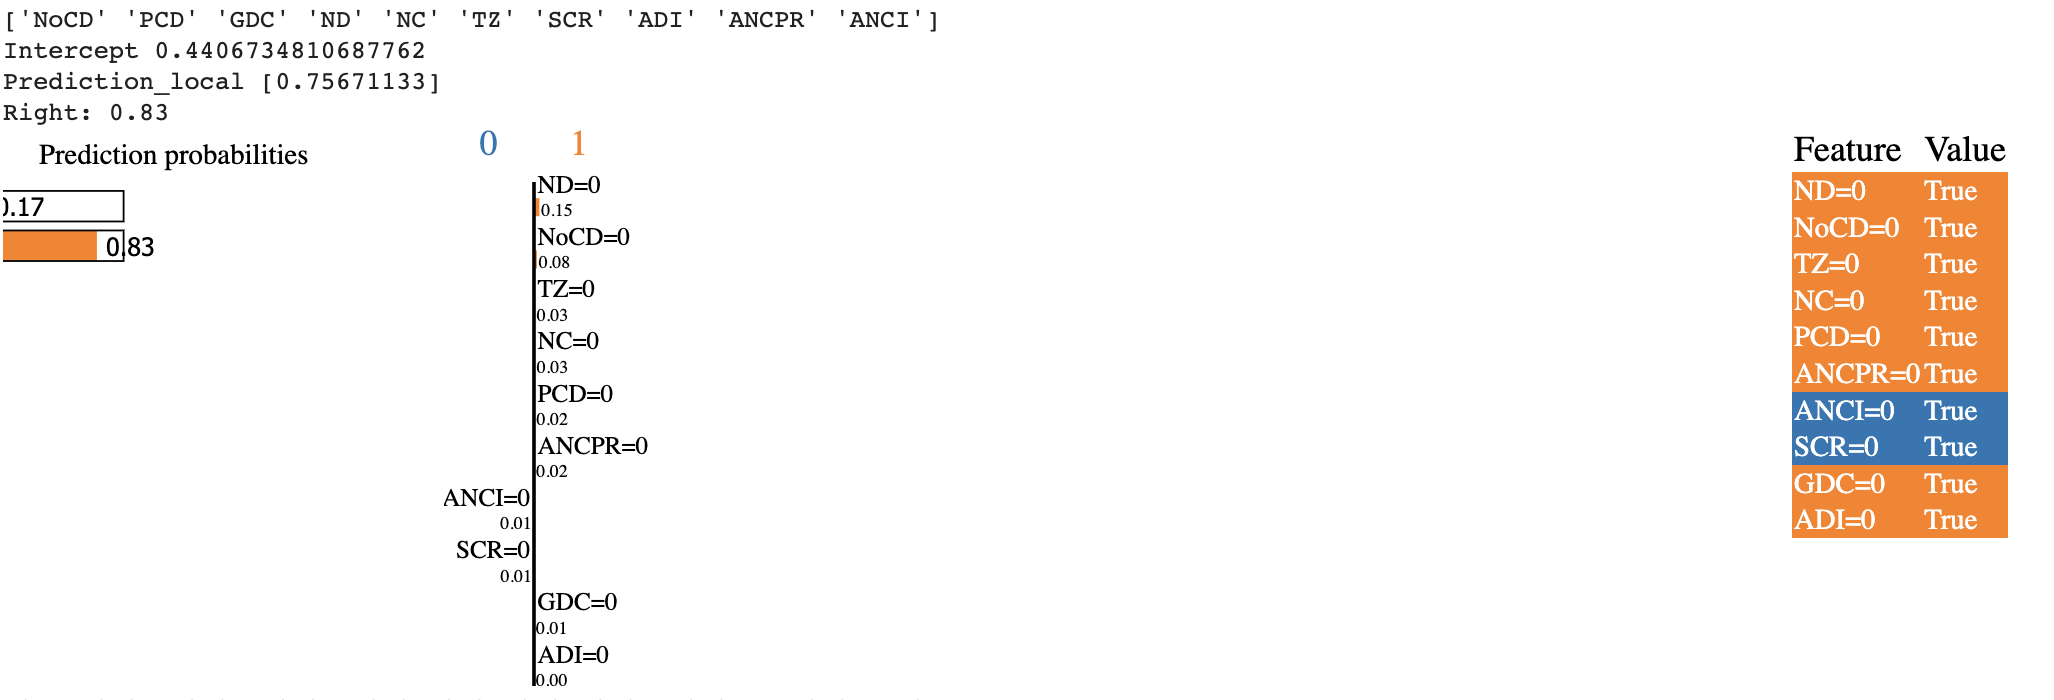 ['NoCD' 'PCD' 'GDC' 'ND' 'NC' 'TZ' 'SCR' 'ADI' 'ANCPR' 'ANCI']
Intercept 0.4406734810687762
Prediction_local [0.75671133]
Right: 0.83
Prediction probabilities
0.17
0.83
0 1
ND=0
0.15
NoCD=0
0.08
TZ=0
0.03
NC=0
0.03
PCD=0
0.02
ANCPR=0
0.02
ANCI=0
0.01
SCR=0
0.01
GDC=0
0.01
ADI=0
0.00
Feature Value
ND=0 True
NoCD=0 True
TZ=0 True
NC=0 True
PCD=0 True
ANCPR=0 True
ANCI=0 True
SCR=0 True
GDC=0 True
ADI=0 True